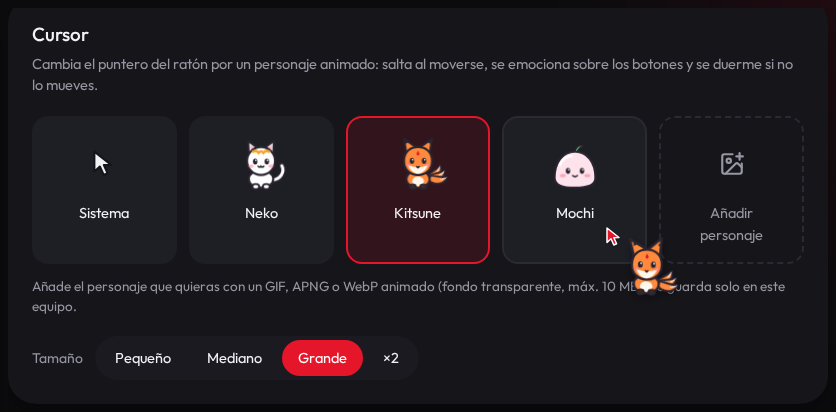 Cursor
Cambia el puntero del ratón por un personaje animado: salta al moverse, se emociona sobre los botones y se duerme si no
lo mueves.
Sistema
Neko
Kitsune
Mochi
Añadir
personaje
Añade el personaje que quieras con un GIF, APNG o WebP animado (fondo transparente, máx. 10 guarda solo en este
equipo.
Tamaño
Pequeño
Mediano
Grande
×2